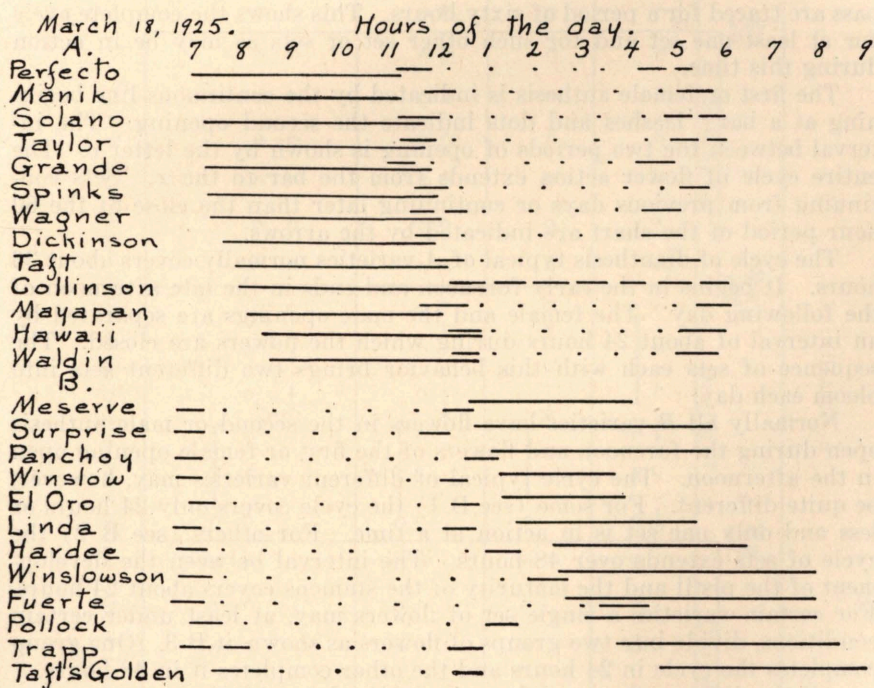 March 18, 1925. Hours of the day.
A. 7 8 9 10 11 12 1 2 3 4 5 6 7 8 9
Perfecto
Manik
Solano
Taylor
Grande
Spinks
Wagner
Dickinson
Taft
Collinson
Mayapan
Hawaii
Waldin
B.
Meserve
Surprise
Panchoy
Winslow
El Oro
Linda
Hardee
Winslowson
Fuerte
Pollock
Trapp
Taft's Golden